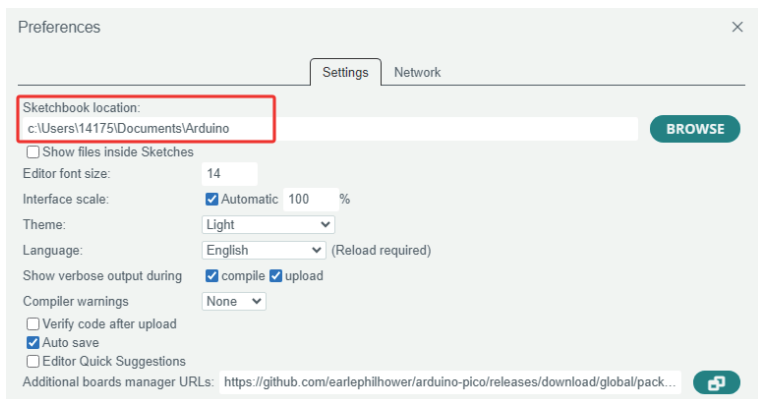 Preferences
Settings Network
Sketchbook location:
c:\Users\14175\Documents\Arduino
BROWSE
Show files inside Sketches
Editor font size: 14
Interface scale: Automatic 100 %
Theme: Light
Language: English (Reload required)
Show verbose output during compile upload
Compiler warnings None
Verify code after upload
Auto save
Editor Quick Suggestions
Additional boards manager URLs: https://github.com/earlephilhower/arduino-pico/releases/download/global/pack...